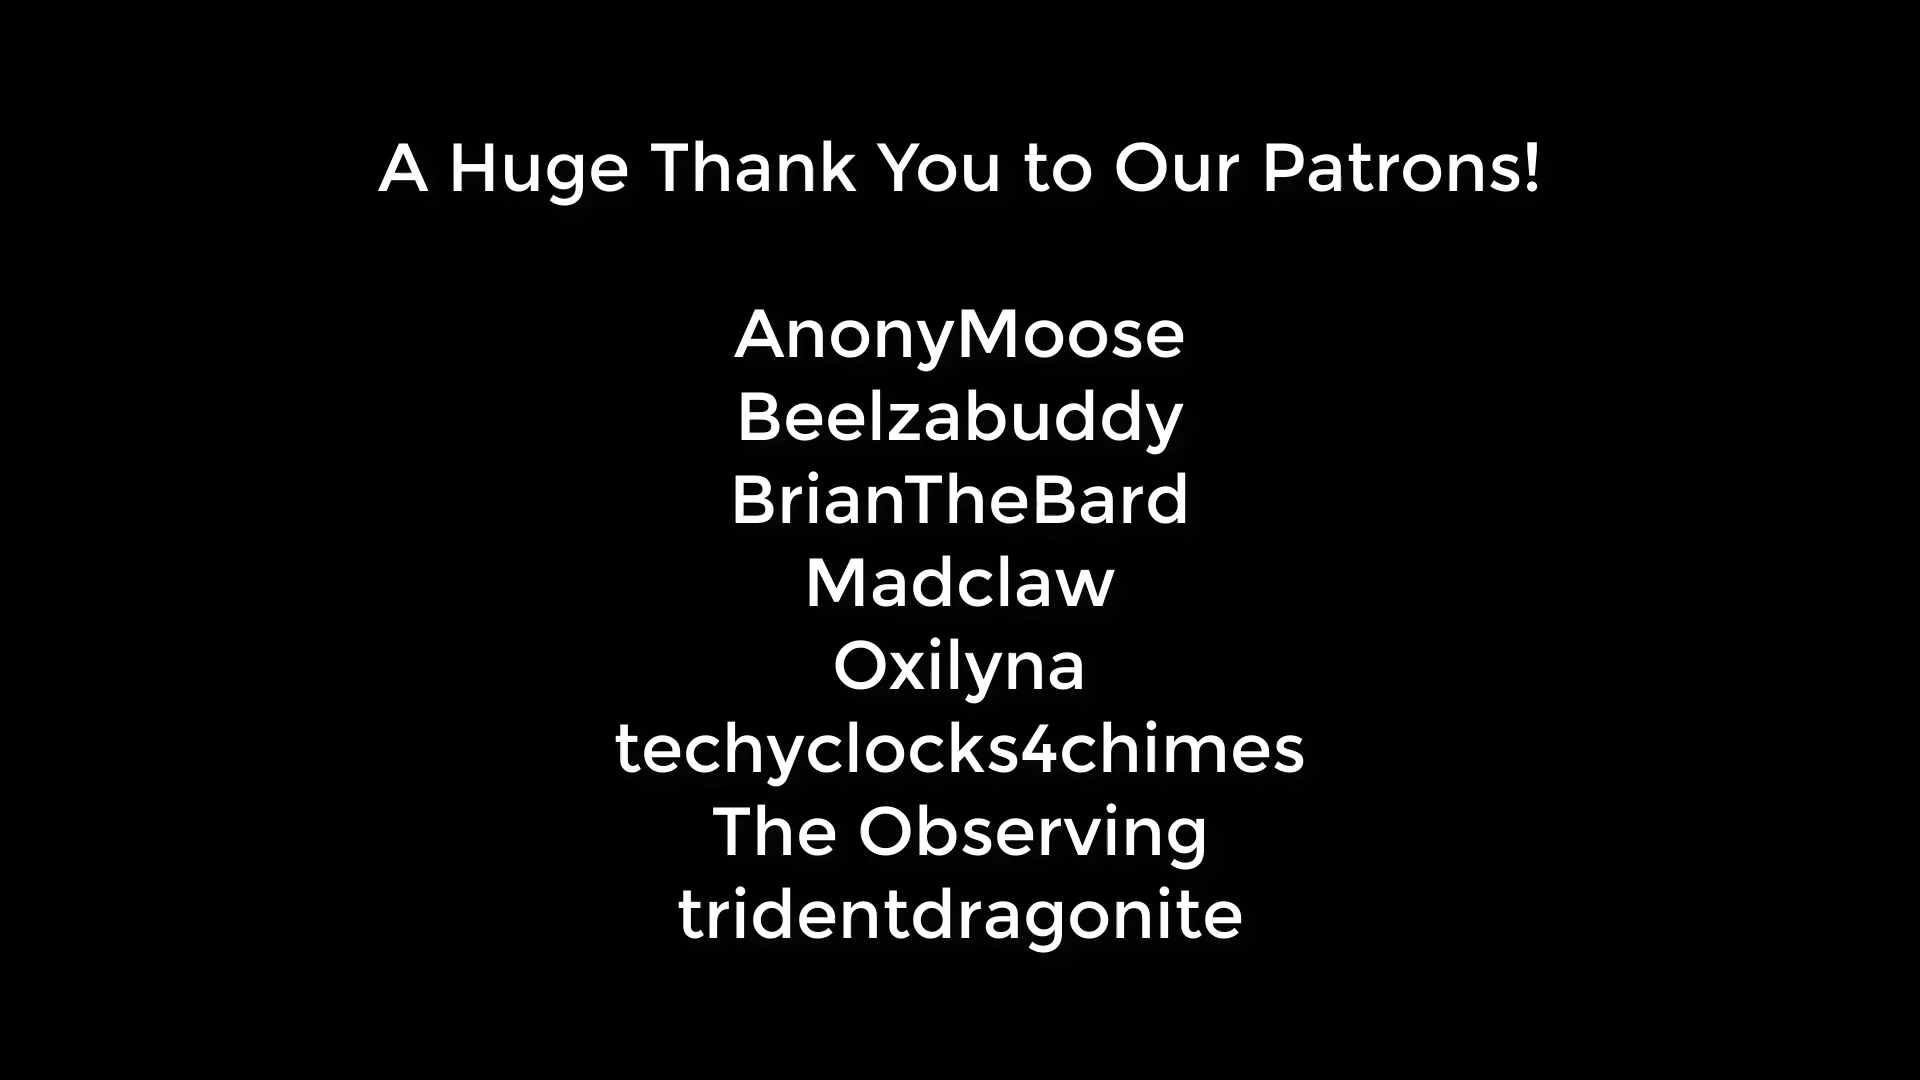 A Huge Thank You to Our Patrons!
AnonyMoose
Beelzabuddy
BrianTheBard
Madclaw
Oxilyna
techyclocks4chimes
The Observing
tridentdragonite